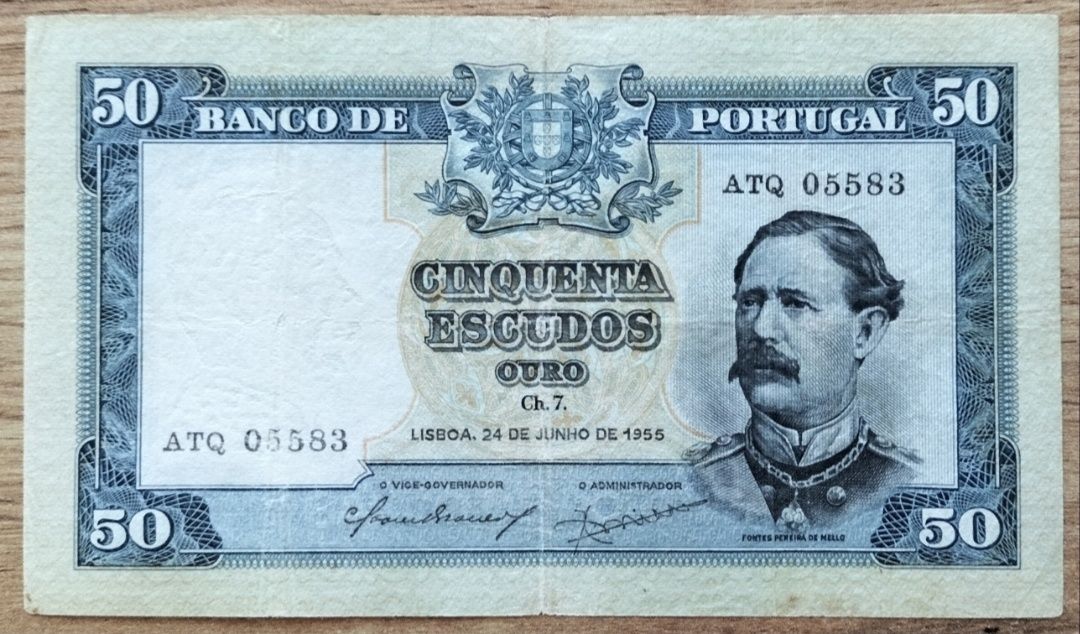 50 50
BANCO DE PORTUGAL
ATQ 05583
CINQUENTA
ESCUDOS
OURO
Ch. 7.
LISBOA, 24 DE JUNHO DE 1955
ATQ 05583
O VICE-GOVERNADOR O ADMINISTRADOR
FONTES PEREIRA DE MELLO
50 50